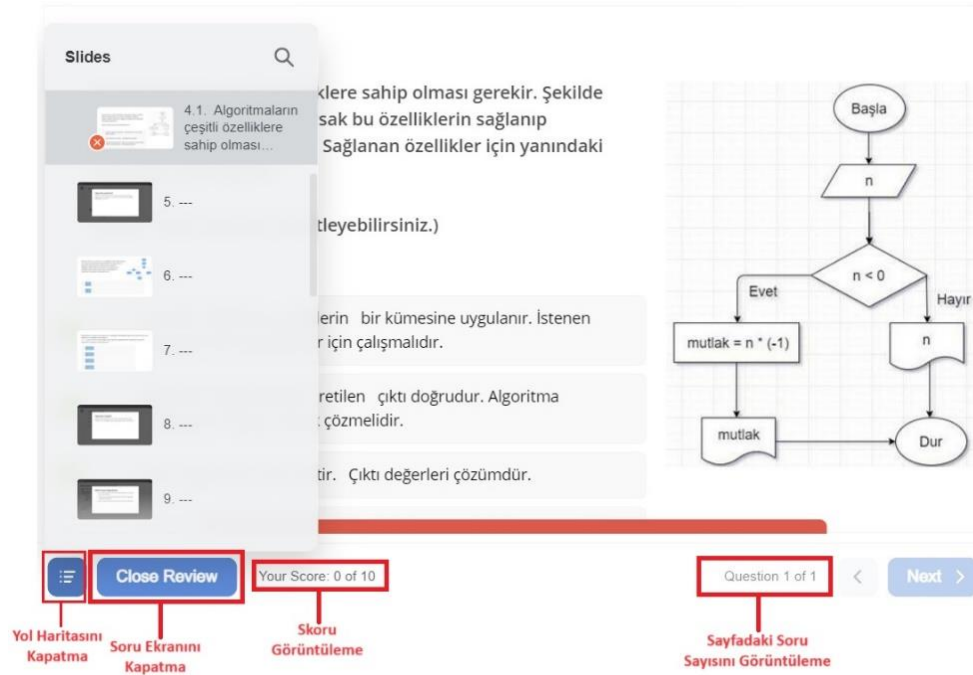 Slides
4.1. Algoritmaların
çeşitli özelliklere
sahip olması...
5. ---
6. ---
7. ---
8. ---
9. ---
klere sahip olması gerekir. Şekilde
sak bu özelliklerin sağlanıp
Sağlanan özellikler için yanındaki
tleyebilirsiniz.)
lerin bir kümesine uygulanır. İstenen
r için çalışmalıdır.
retilen çıktı doğrudur. Algoritma
çözmelidir.
tir. Çıktı değerleri çözümdür.
Başla
n
n < 0
Evet
Hayır
mutlak = n * (-1)
n
mutlak
Dur
Close Review
Your Score: 0 of 10
Question 1 of 1
Next
Yol Haritasını
Kapatma
Soru Ekranını
Kapatma
Skoru
Görüntüleme
Sayfadaki Soru
Sayısını Görüntüleme